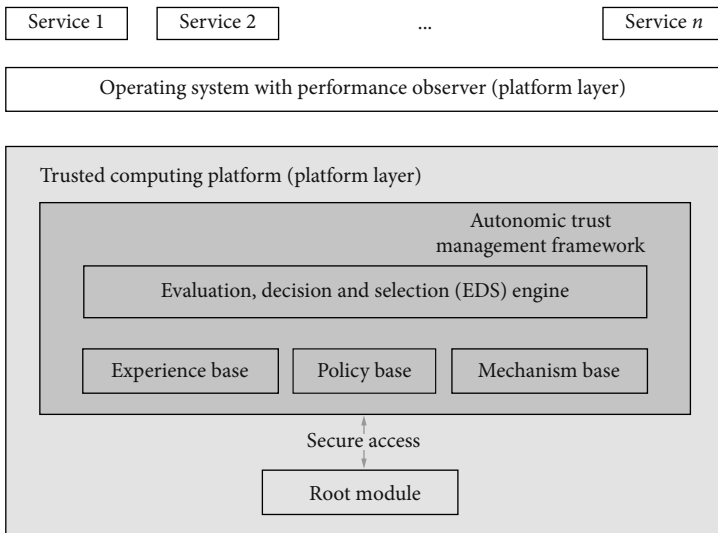 Service 1 Service 2 ... Service n
Operating system with performance observer (platform layer)
Trusted computing platform (platform layer)
Autonomic trust
management framework
Evaluation, decision and selection (EDS) engine
Experience base Policy base Mechanism base
Secure access
Root module